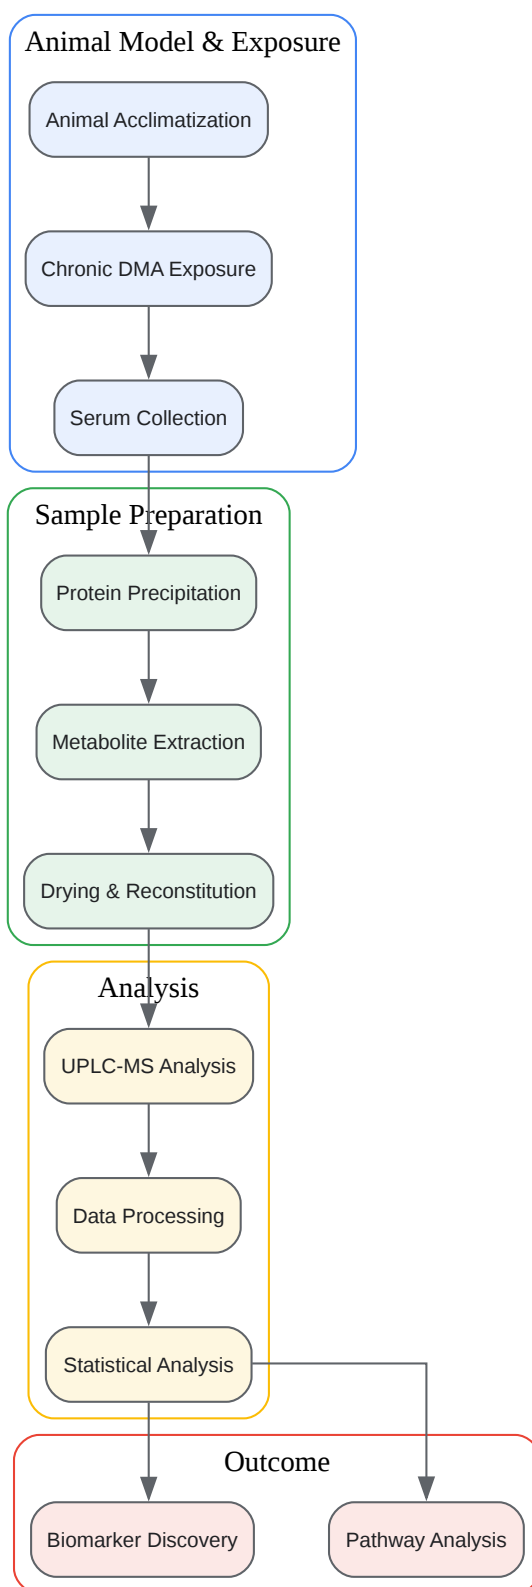 Animal Model & Exposure
Animal Acclimatization
Chronic DMA Exposure
Serum Collection
Sample Preparation
Protein Precipitation
Metabolite Extraction
Drying & Reconstitution
Analysis
UPLC-MS Analysis
Data Processing
Statistical Analysis
Outcome
Biomarker Discovery
Pathway Analysis